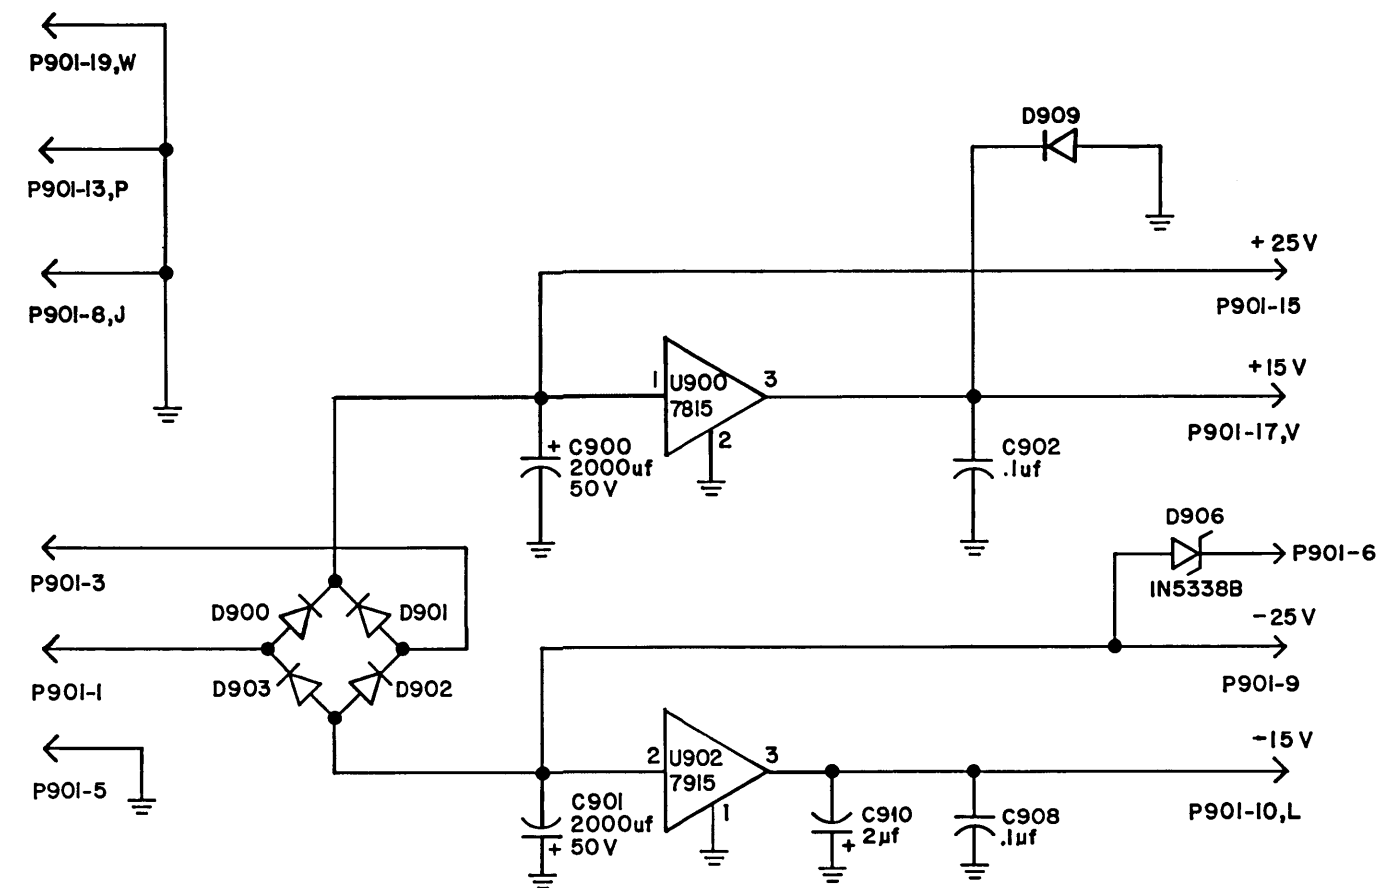 P901-19,W
P901-13,P
P901-8,J
D909
+25V
P901-15
1
U900
7815
3
2
+15V
P901-17,V
+ C900
2000uf
50V
C902
.1uf
D906
P901-6
1N5338B
P901-3
D900
D901
P901-1
D903
D902
P901-5
-25V
P901-9
2
U902
7915
3
1
-15V
P901-10,L
C901
2000uf
+ 50V
C910
+ 2µf
C908
.1µf